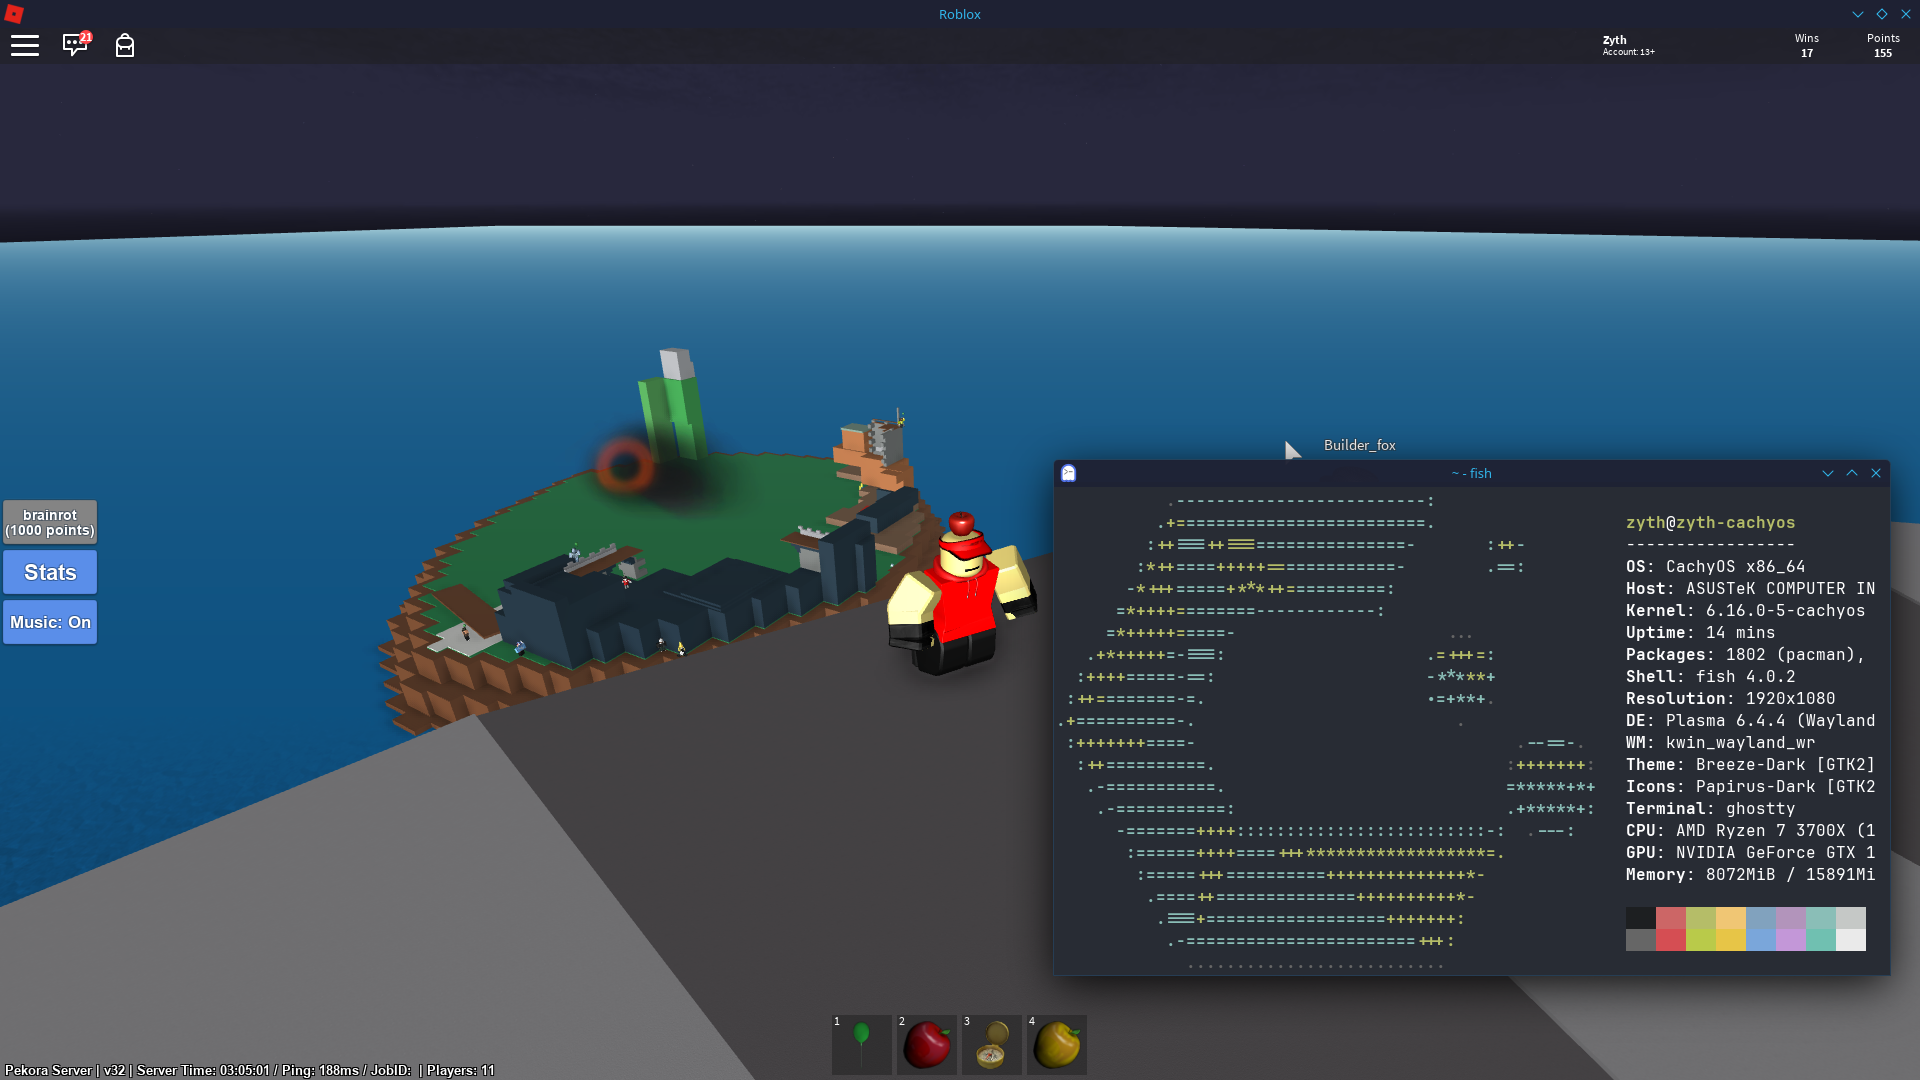 Roblox
21
Zyth
Account: 13+
Wins
17
Points
155
Builder_fox
~ - fish
zyth@zyth-cachyos
-----------------
OS: CachyOS x86_64
Host: ASUSTeK COMPUTER IN
Kernel: 6.16.0-5-cachyos
Uptime: 14 mins
Packages: 1802 (pacman),
Shell: fish 4.0.2
Resolution: 1920x1080
DE: Plasma 6.4.4 (Wayland
WM: kwin_wayland_wr
Theme: Breeze-Dark [GTK2]
Icons: Papirus-Dark [GTK2
Terminal: ghostty
CPU: AMD Ryzen 7 3700X (1
GPU: NVIDIA GeForce GTX 1
Memory: 8072MiB / 15891Mi
brainrot
(1000 points)
Stats
Music: On
1
2
3
4
Pekora Server | v32 | Server Time: 03:05:01 / Ping: 188ms / JobID: | Players: 11